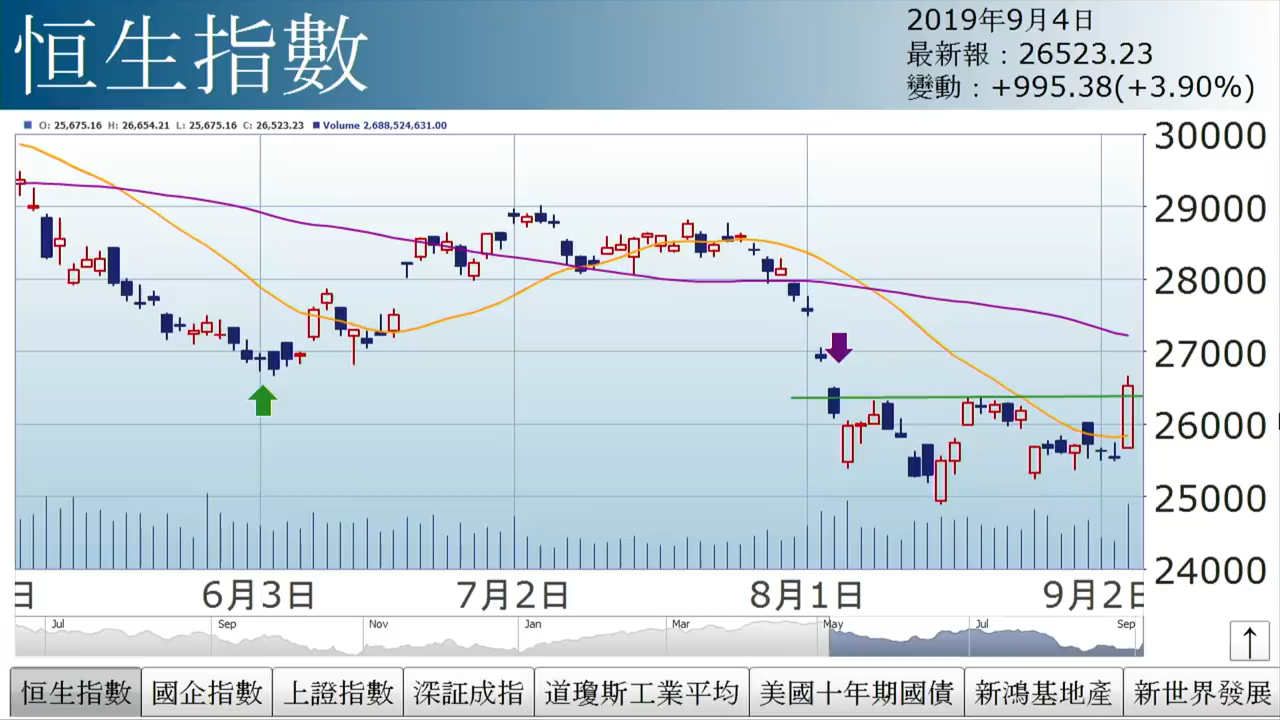 恒生指數
2019年9月4日
最新報：26523.23
變動：+995.38(+3.90%)
O: 25,675.16 H: 26,654.21 L: 25,675.16 C: 26,523.23 Volume 2,688,524,631.00
30000
29000
28000
27000
26000
25000
24000
日 6月3日 7月2日 8月1日 9月2日
Jul Sep Nov Jan Mar May Jul Sep
↑
恒生指數 國企指數 上證指數 深証成指 道瓊斯工業平均 美國十年期國債 新鴻基地產 新世界發展